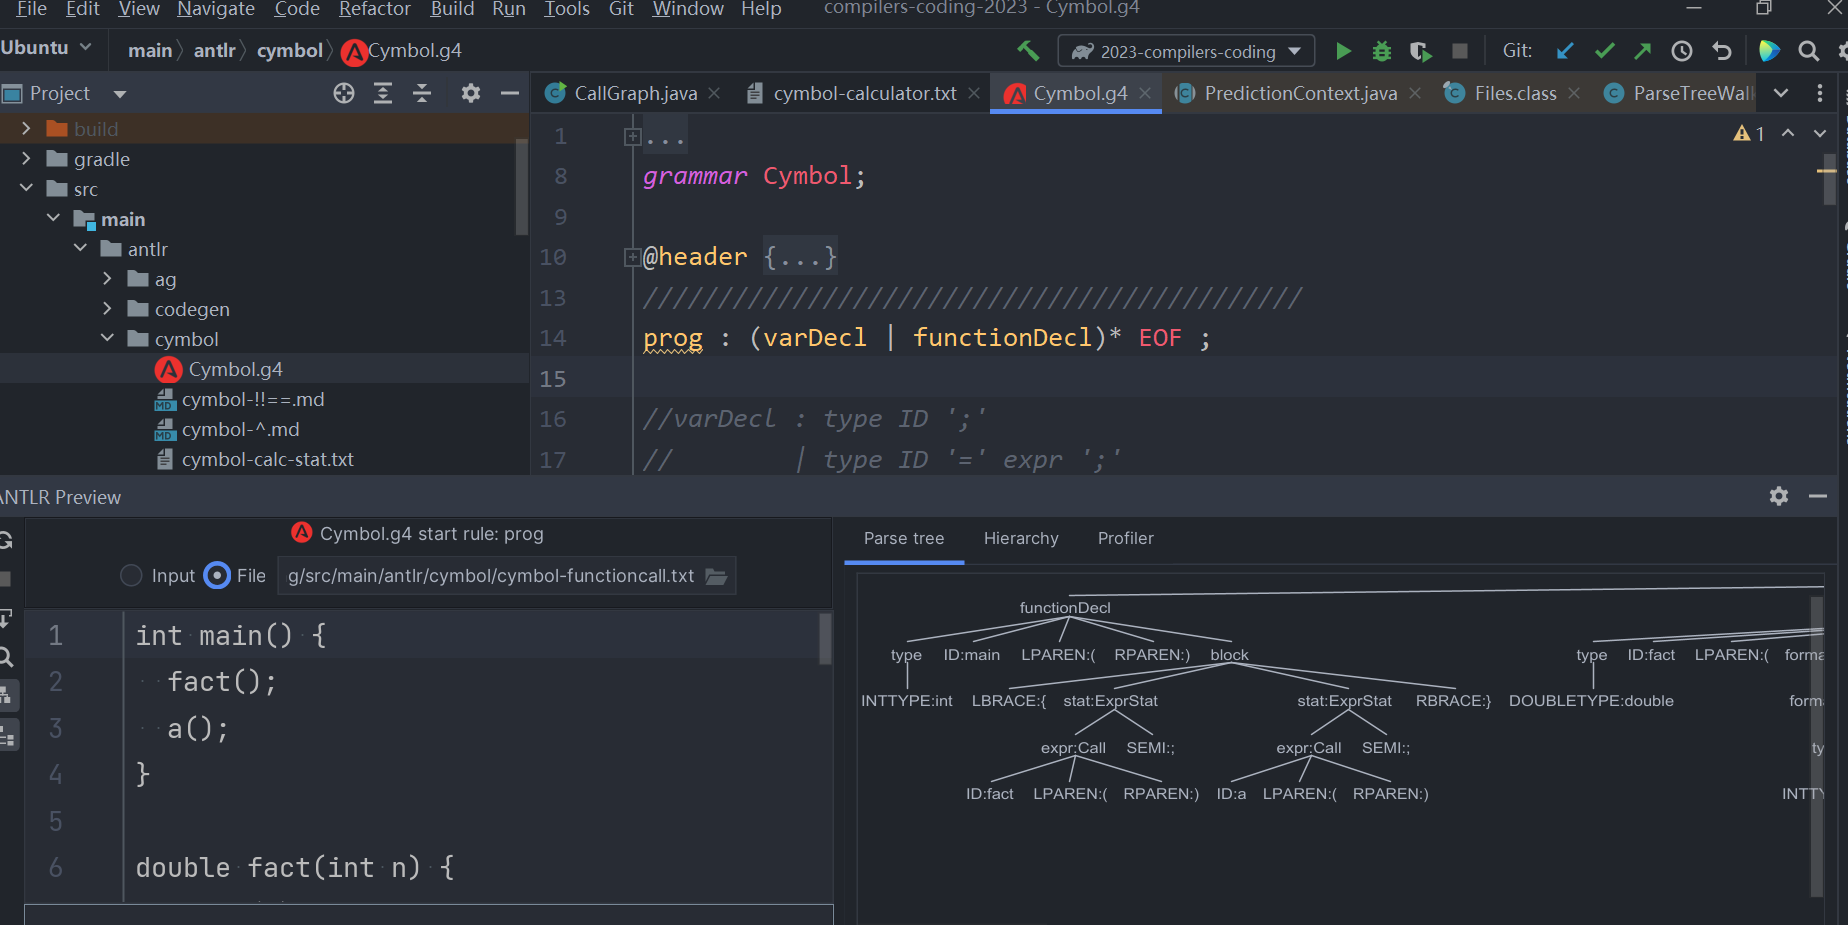 File Edit View Navigate Code Refactor Build Run Tools Git Window Help compilers-coding-2023 - Cymbol.g4
Ubuntu main antlr cymbol Cymbol.g4 2023-compilers-coding Git:
Project
build
gradle
src
main
antlr
ag
codegen
cymbol
Cymbol.g4
cymbol-!!==.md
cymbol-^.md
cymbol-calc-stat.txt
CallGraph.java cymbol-calculator.txt Cymbol.g4 PredictionContext.java Files.class ParseTreeWalk
1 ... 1
8 grammar Cymbol;
9
10 @header {...}
13 ////////////////////////////////////////////
14 prog : (varDecl | functionDecl)* EOF ;
15
16 //varDecl : type ID ';'
17 //        | type ID '=' expr ';'
ANTLR Preview
Cymbol.g4 start rule: prog
Input File g/src/main/antlr/cymbol/cymbol-functioncall.txt
1 int main() {
2   fact();
3   a();
4 }
5
6 double fact(int n) {
Parse tree Hierarchy Profiler
functionDecl
type ID:main LPAREN:( RPAREN:) block type ID:fact LPAREN:( forma
INTTYPE:int LBRACE:{ stat:ExprStat stat:ExprStat RBRACE:} DOUBLETYPE:double form
expr:Call SEMI:; expr:Call SEMI:; ty
ID:fact LPAREN:( RPAREN:) ID:a LPAREN:( RPAREN:) INTTY